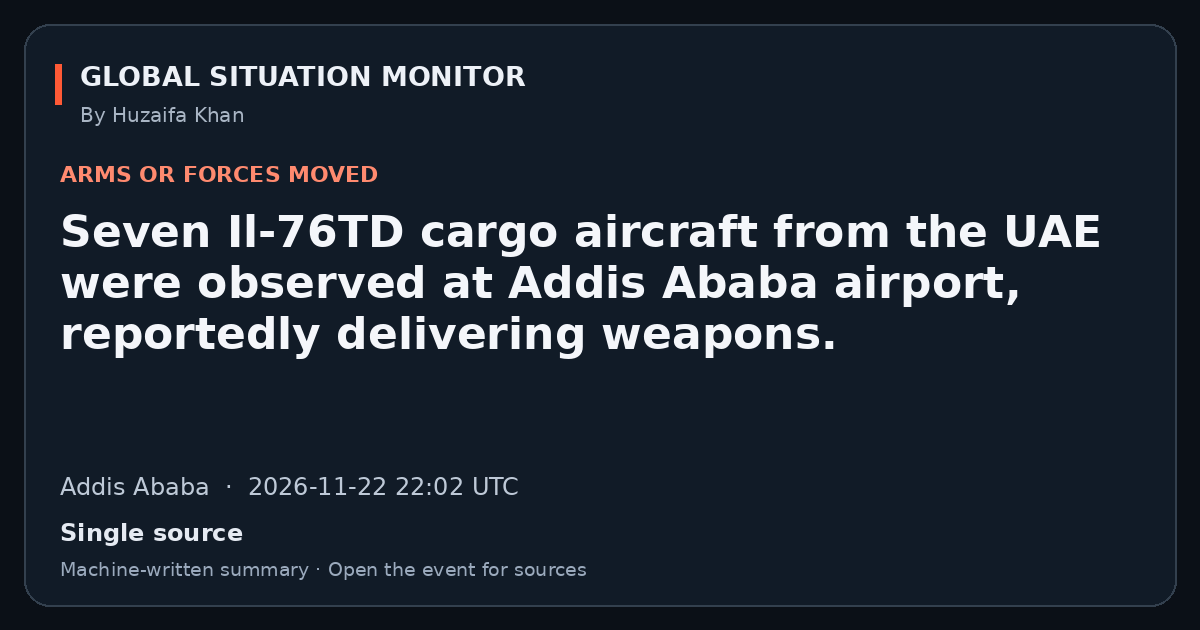 GLOBAL SITUATION MONITOR
By Huzaifa Khan
ARMS OR FORCES MOVED
Seven Il-76TD cargo aircraft from the UAE
were observed at Addis Ababa airport,
reportedly delivering weapons.
Addis Ababa · 2026-11-22 22:02 UTC
Single source
Machine-written summary · Open the event for sources